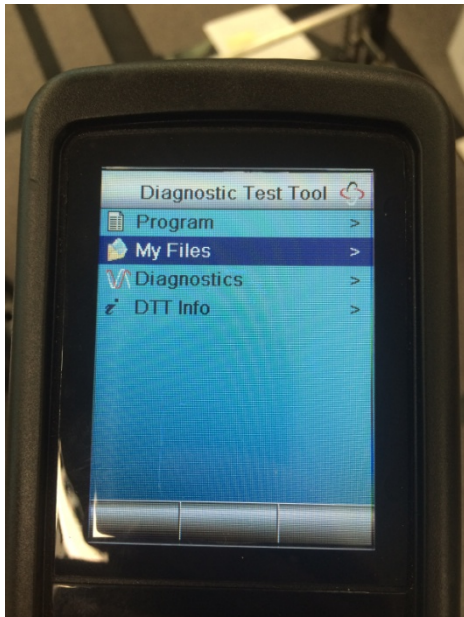 Diagnostic Test Tool
Program >
My Files >
Diagnostics >
DTT Info >